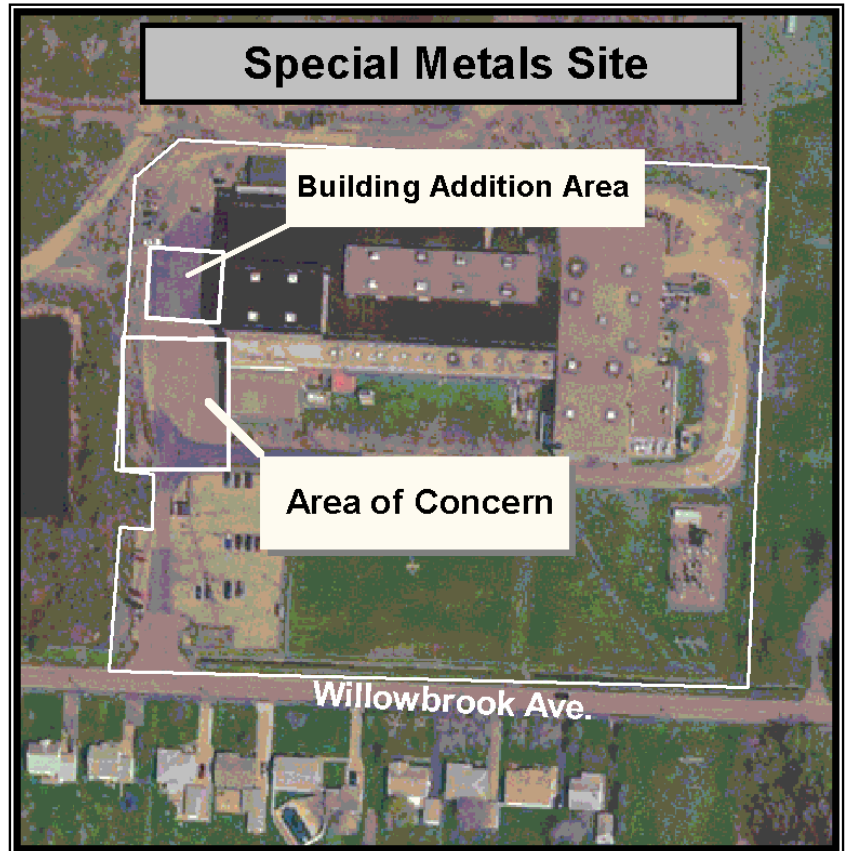 Special Metals Site
Building Addition Area
Area of Concern
Willowbrook Ave.